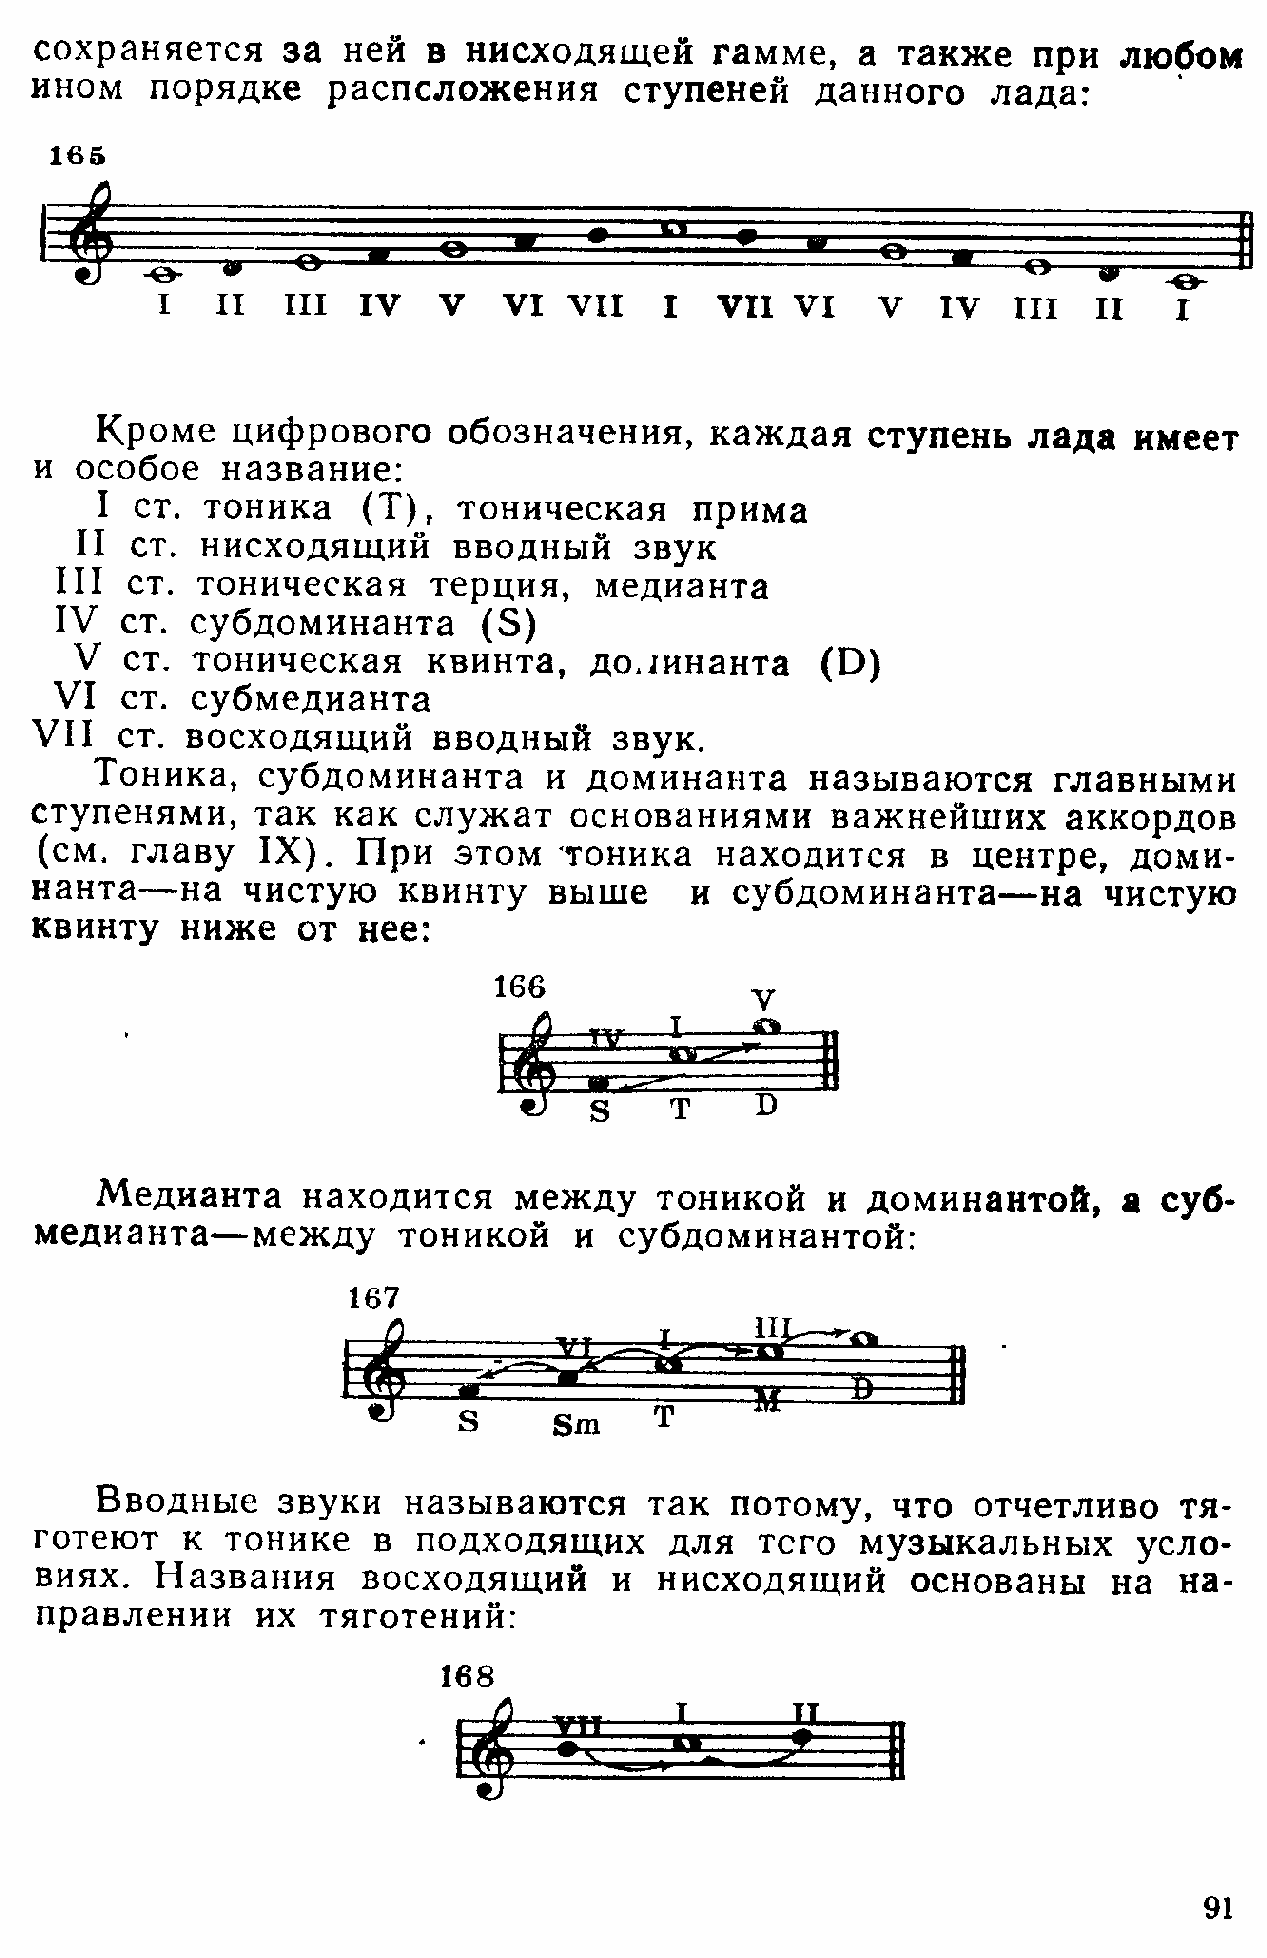 сохраняется за ней в нисходящей гамме, а также при любом
ином порядке распсложения ступеней данного лада:
165
I II III IV V VI VII I VII VI V IV III II I
Кроме цифрового обозначения, каждая ступень лада имеет
и особое название:
I ст. тоника (Т), тоническая прима
II ст. нисходящий вводный звук
III ст. тоническая терция, медианта
IV ст. субдоминанта (S)
V ст. тоническая квинта, доминанта (D)
VI ст. субмедианта
VII ст. восходящий вводный звук.
Тоника, субдоминанта и доминанта называются главными
ступенями, так как служат основаниями важнейших аккордов
(см. главу IX). При этом тоника находится в центре, доми-
нанта—на чистую квинту выше и субдоминанта—на чистую
квинту ниже от нее:
166
IV I V
S T D
Медианта находится между тоникой и доминантой, а суб-
медианта—между тоникой и субдоминантой:
167
VI I III
S Sm T M D
Вводные звуки называются так потому, что отчетливо тя-
готеют к тонике в подходящих для тсго музыкальных усло-
виях. Названия восходящий и нисходящий основаны на на-
правлении их тяготений:
168
VII I II
91